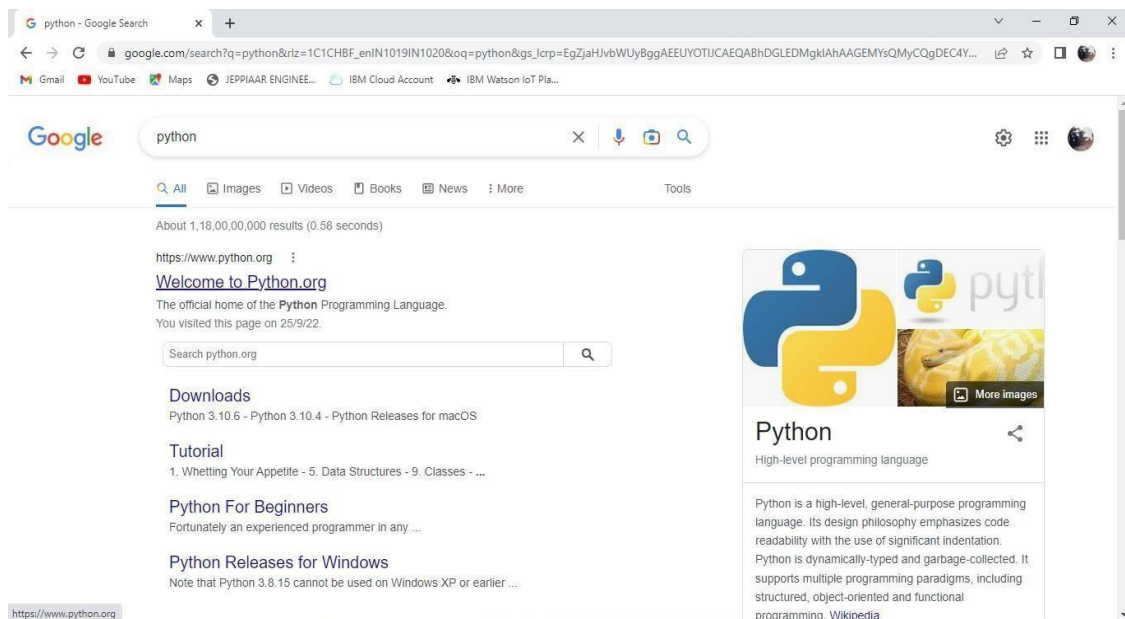 python - Google Search
google.com/search?q=python&rlz=1C1CHBF_enIN1019IN1020&oq=python&gs_lcrp=EgZjaHJvbWUyBggAEEUYOTIJCAEQABhDGLEDMgkIAhAAGEMYsQMyCQgDEC4Y...
Gmail YouTube Maps JEPPIAAR ENGINEE... IBM Cloud Account IBM Watson IoT Pla...
Google python
All Images Videos Books News More Tools
About 1,18,00,00,000 results (0.58 seconds)
https://www.python.org
Welcome to Python.org
The official home of the Python Programming Language.
You visited this page on 25/9/22.
Search python.org
Downloads
Python 3.10.6 - Python 3.10.4 - Python Releases for macOS
Tutorial
1. Whetting Your Appetite - 5. Data Structures - 9. Classes - ...
Python For Beginners
Fortunately an experienced programmer in any ...
Python Releases for Windows
Note that Python 3.8.15 cannot be used on Windows XP or earlier ...
pytl
More images
Python
High-level programming language
Python is a high-level, general-purpose programming
language. Its design philosophy emphasizes code
readability with the use of significant indentation.
Python is dynamically-typed and garbage-collected. It
supports multiple programming paradigms, including
structured, object-oriented and functional
programming. Wikipedia
https://www.python.org